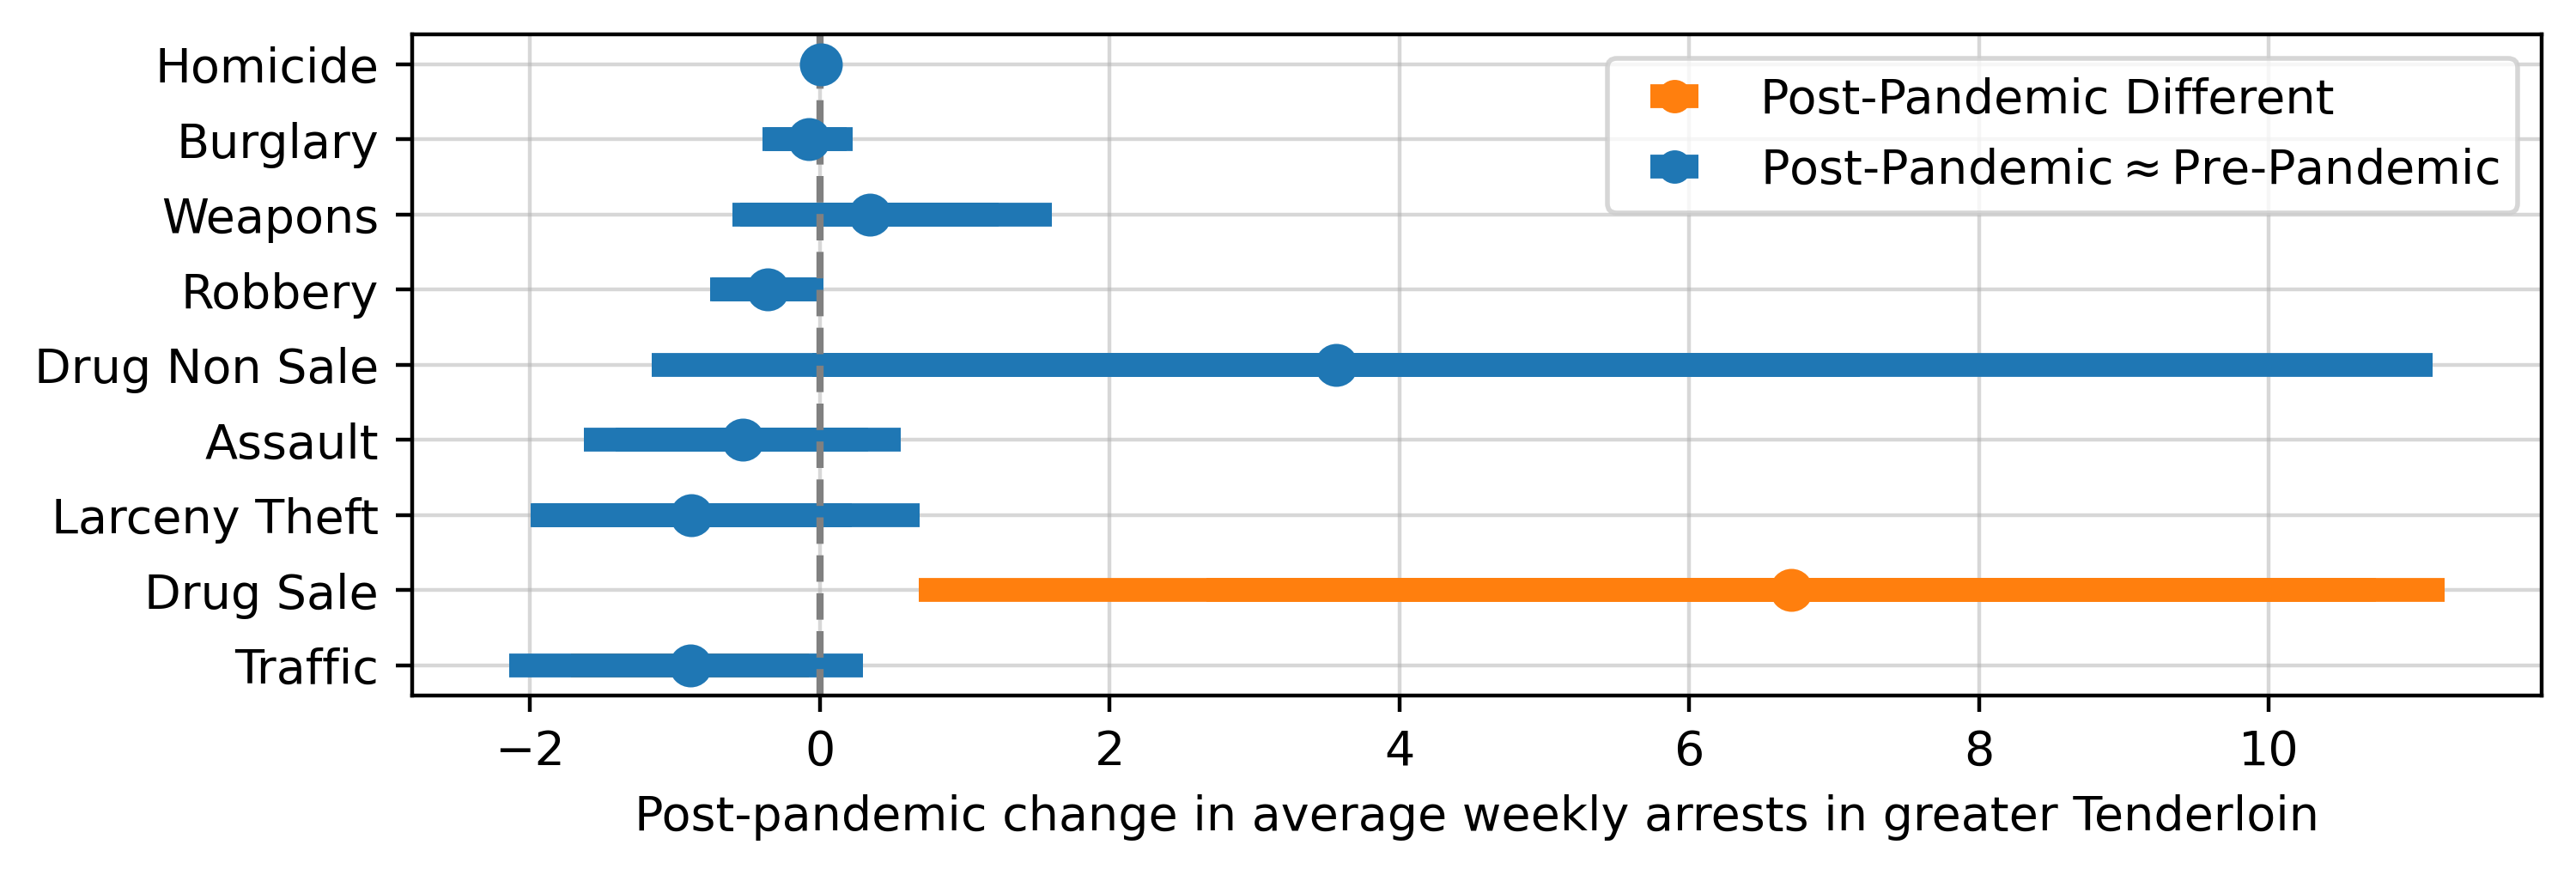 Homicide
Burglary
Weapons
Robbery
Drug Non Sale
Assault
Larceny Theft
Drug Sale
Traffic
Post-Pandemic Different
Post-Pandemic ≈ Pre-Pandemic
−2 0 2 4 6 8 10
Post-pandemic change in average weekly arrests in greater Tenderloin